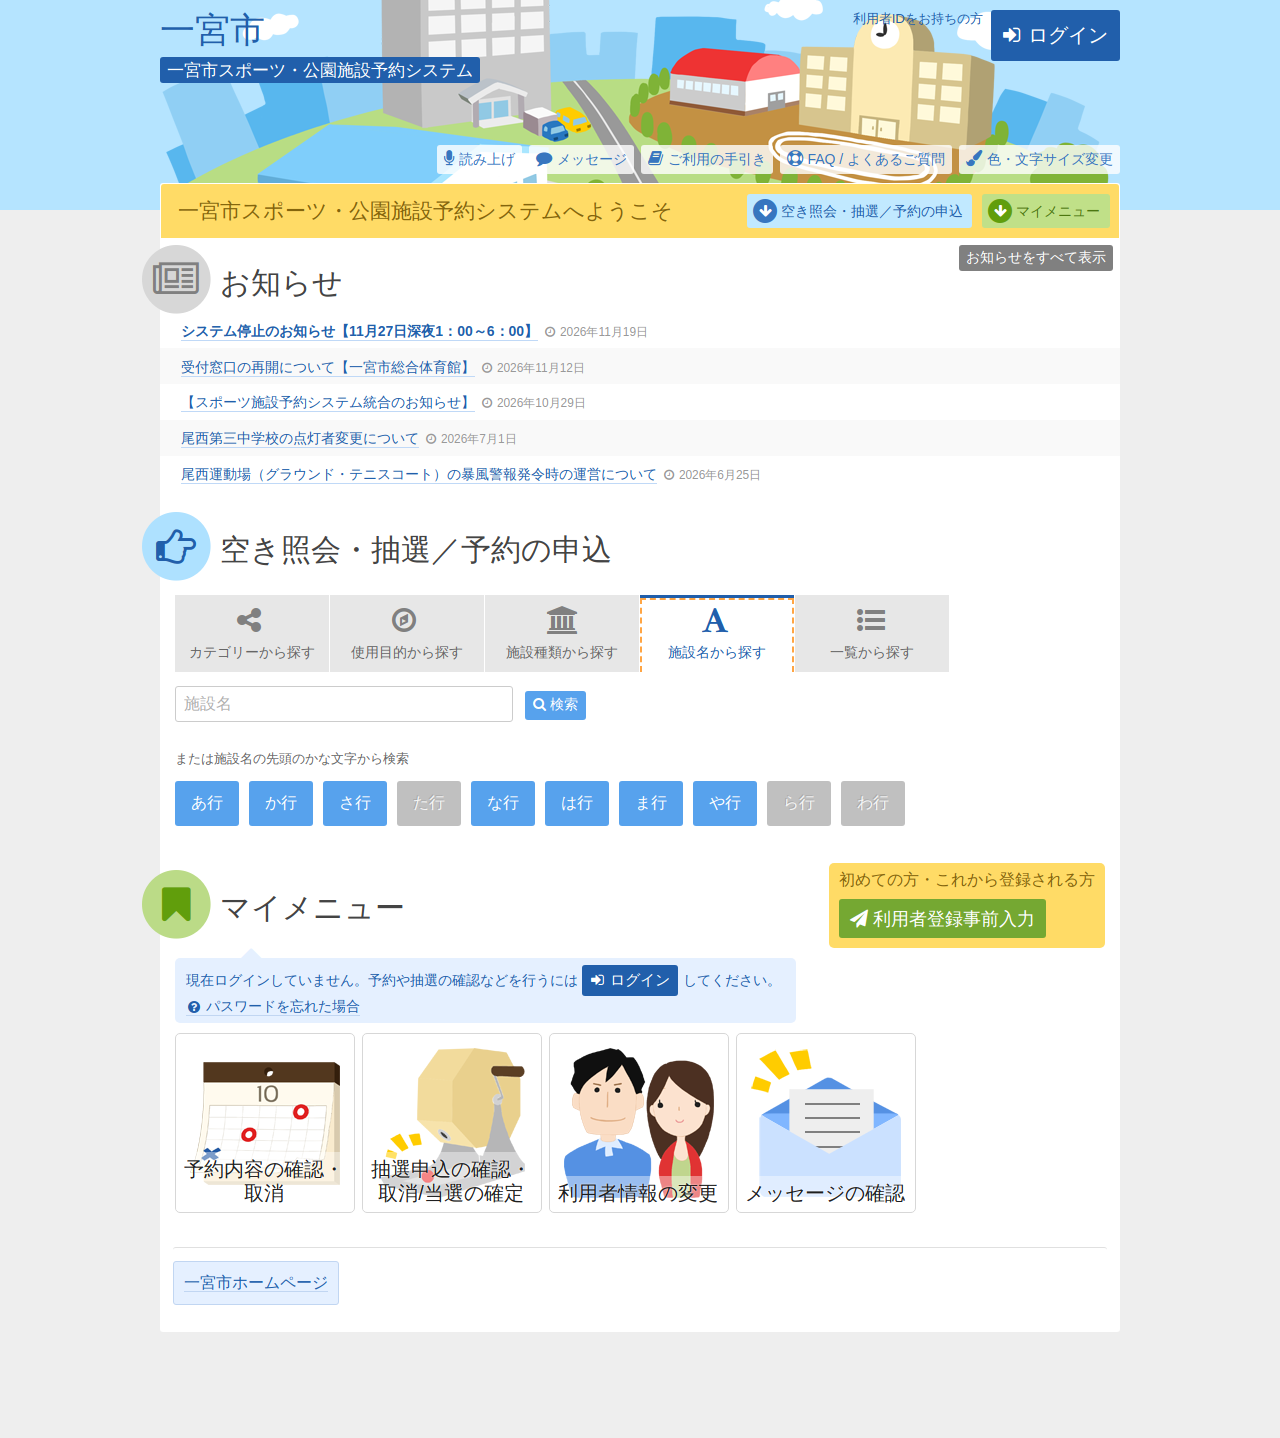 一宮市
一宮市スポーツ・公園施設予約システム
利用者IDをお持ちの方
ログイン
読み上げ
メッセージ
ご利用の手引き
FAQ / よくあるご質問
色・文字サイズ変更
一宮市スポーツ・公園施設予約システムへようこそ
空き照会・抽選／予約の申込
マイメニュー
お知らせ
お知らせをすべて表示
システム停止のお知らせ【11月27日深夜1：00～6：00】 2026年11月19日
受付窓口の再開について【一宮市総合体育館】 2026年11月12日
【スポーツ施設予約システム統合のお知らせ】 2026年10月29日
尾西第三中学校の点灯者変更について 2026年7月1日
尾西運動場（グラウンド・テニスコート）の暴風警報発令時の運営について 2026年6月25日
空き照会・抽選／予約の申込
カテゴリーから探す
使用目的から探す
施設種類から探す
施設名から探す
一覧から探す
施設名
検索
または施設名の先頭のかな文字から検索
あ行
か行
さ行
た行
な行
は行
ま行
や行
ら行
わ行
マイメニュー
初めての方・これから登録される方
利用者登録事前入力
現在ログインしていません。予約や抽選の確認などを行うには ログイン してください。
パスワードを忘れた場合
10
予約内容の確認・
取消
抽選申込の確認・
取消/当選の確定
利用者情報の変更
メッセージの確認
一宮市ホームページ